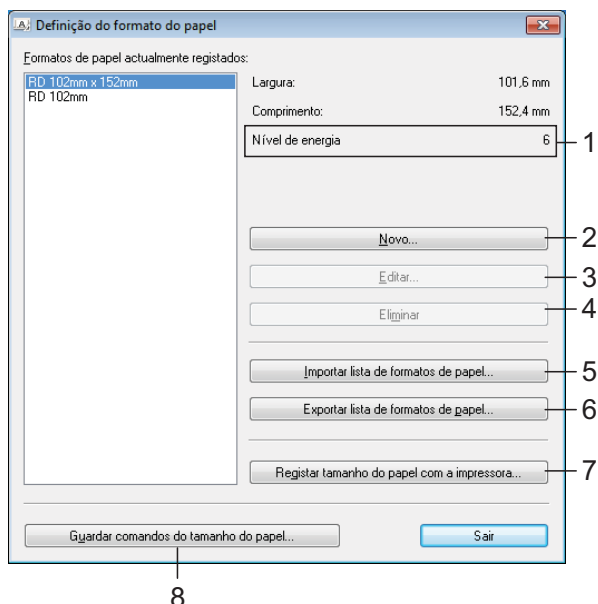 Definição do formato do papel
Formatos de papel actualmente registados:
RD 102mm x 152mm
RD 102mm
Largura: 101,6 mm
Comprimento: 152,4 mm
Nível de energia 6 1
Novo... 2
Editar... 3
Eliminar 4
Importar lista de formatos de papel... 5
Exportar lista de formatos de papel... 6
Registar tamanho do papel com a impressora... 7
Guardar comandos do tamanho do papel... Sair
8